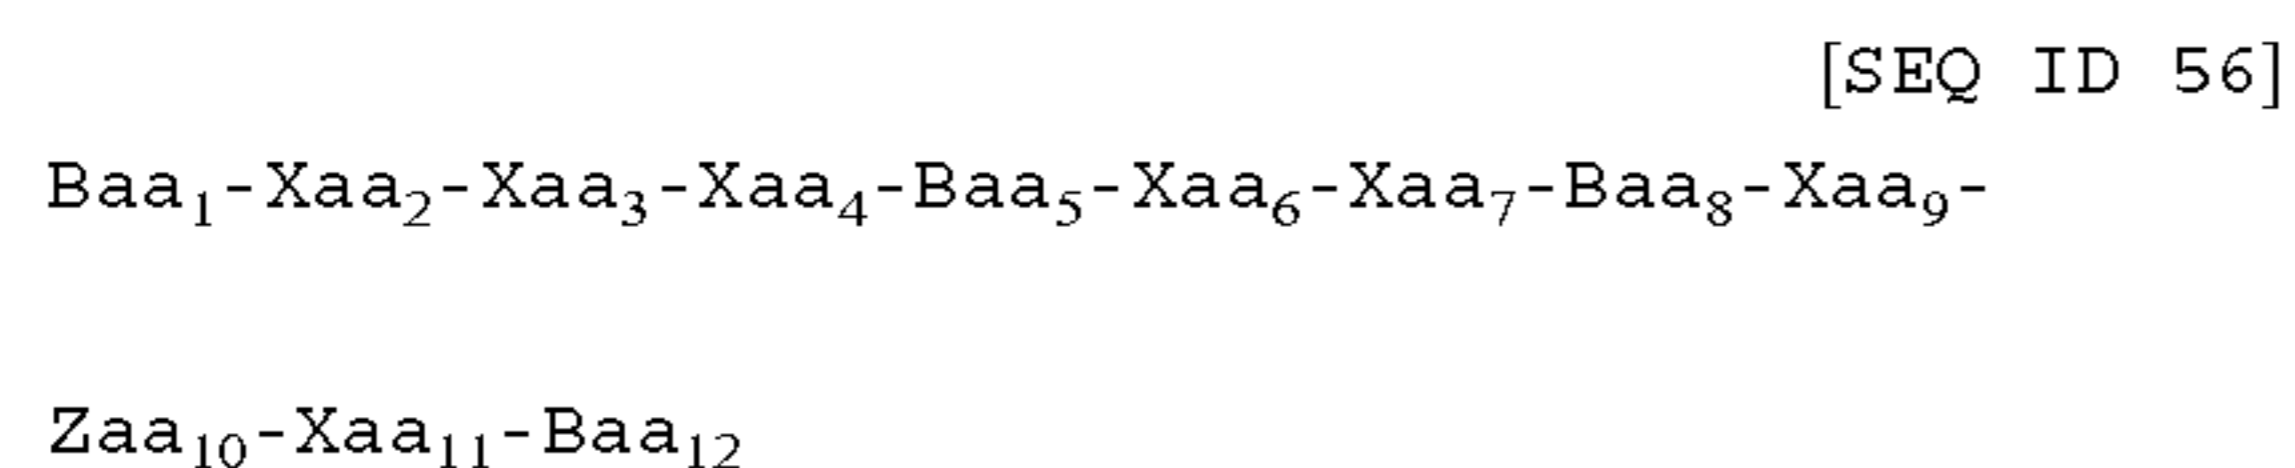 [SEQ ID 56]
Baa₁-Xaa₂-Xaa₃-Xaa₄-Baa₅-Xaa₆-Xaa₇-Baa₈-Xaa₉-
Zaa₁₀-Xaa₁₁-Baa₁₂